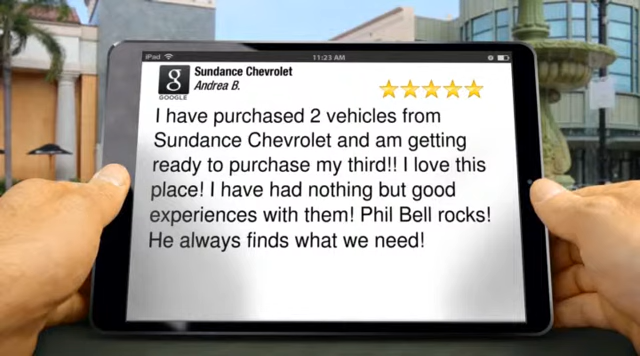 iPad
11:23 AM
g
GOOGLE
Sundance Chevrolet
Andrea B.
I have purchased 2 vehicles from
Sundance Chevrolet and am getting
ready to purchase my third!! I love this
place! I have had nothing but good
experiences with them! Phil Bell rocks!
He always finds what we need!